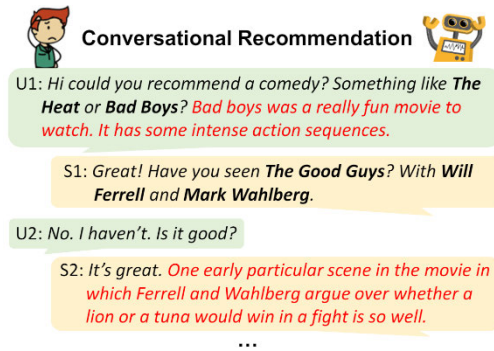 Conversational Recommendation
U1: Hi could you recommend a comedy? Something like The
Heat or Bad Boys? Bad boys was a really fun movie to
watch. It has some intense action sequences.
S1: Great! Have you seen The Good Guys? With Will
Ferrell and Mark Wahlberg.
U2: No. I haven't. Is it good?
S2: It's great. One early particular scene in the movie in
which Ferrell and Wahlberg argue over whether a
lion or a tuna would win in a fight is so well.
...